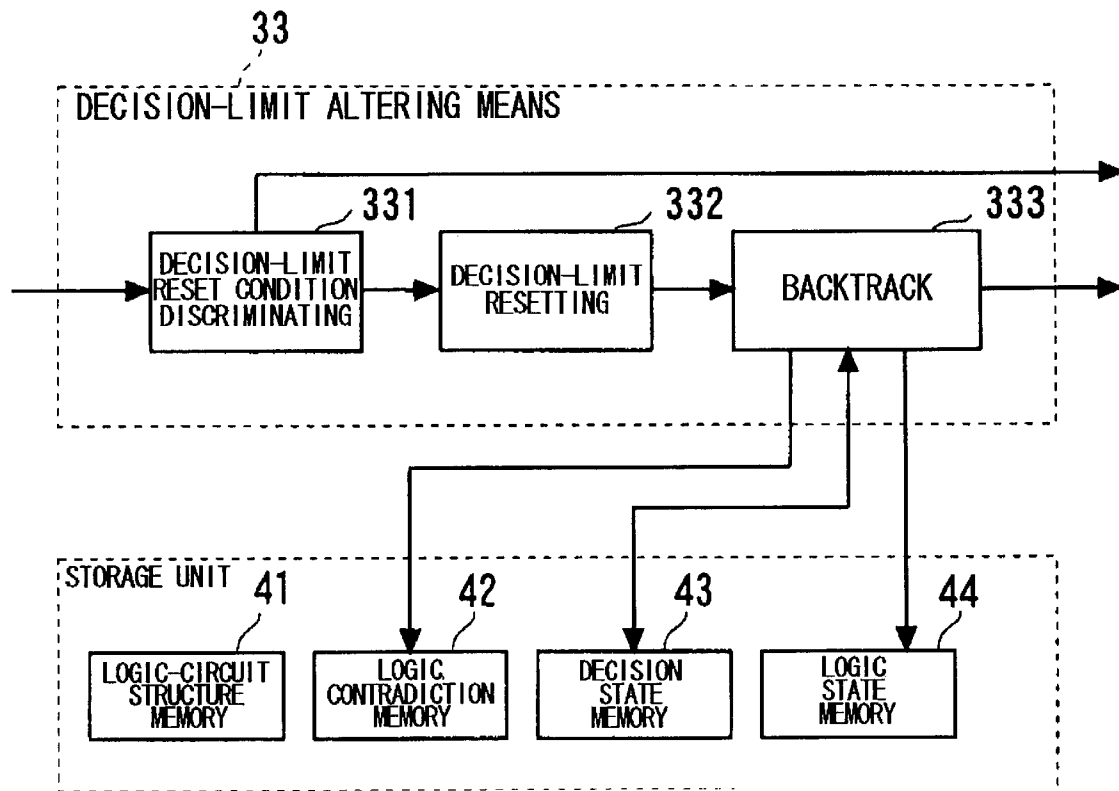 33
DECISION-LIMIT ALTERING MEANS
331
332
333
DECISION-LIMIT
RESET CONDITION
DISCRIMINATING
DECISION-LIMIT
RESETTING
BACKTRACK
STORAGE UNIT
41
42
43
44
LOGIC-CIRCUIT
STRUCTURE
MEMORY
LOGIC
CONTRADICTION
MEMORY
DECISION
STATE
MEMORY
LOGIC
STATE
MEMORY